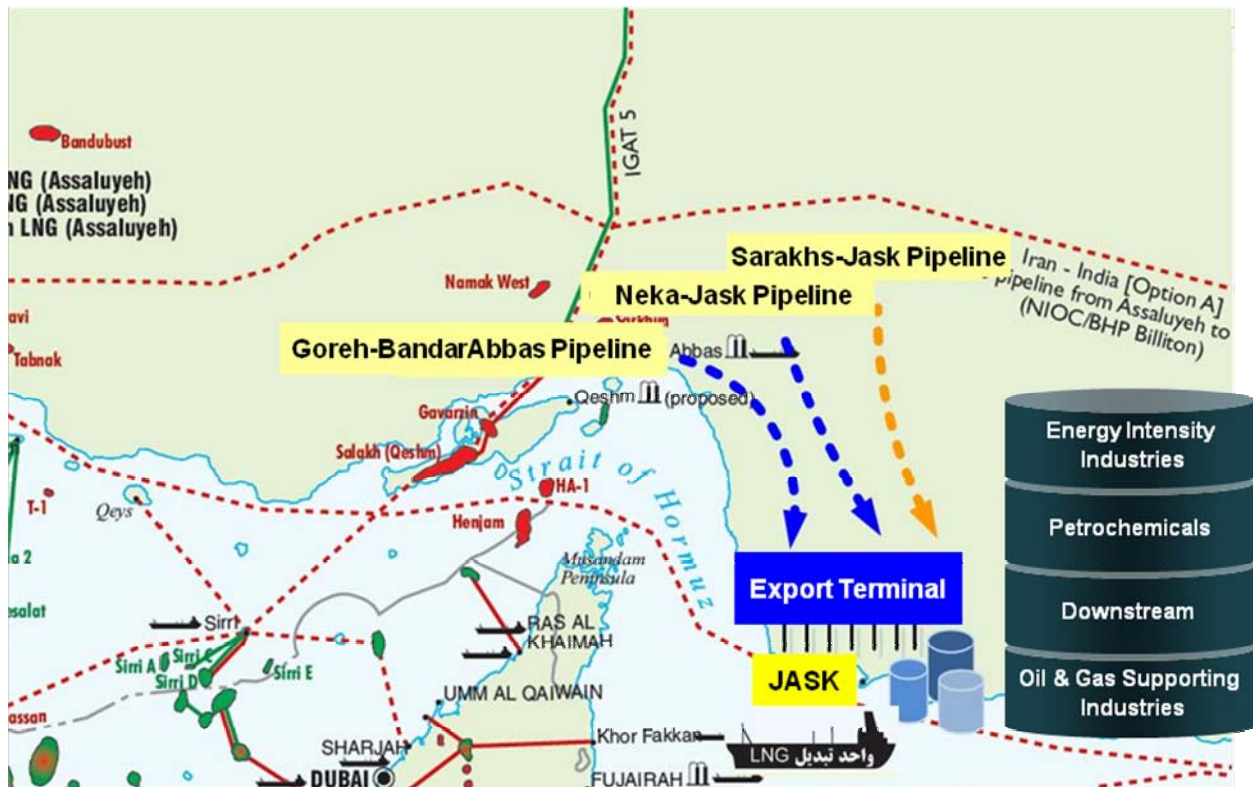 Bandubust
NG (Assaluyeh)
NG (Assaluyeh)
LNG (Assaluyeh)
IGAT 5
Sarakhs-Jask Pipeline
Iran - India [Option A]
pipeline from Assaluyeh to
(NIOC/BHP Billiton)
Namak West
Neka-Jask Pipeline
Sarkhun
avi
Tabnak
Goreh-BandarAbbas Pipeline
Abbas
Qeshm (proposed)
Gavarzin
Salakh (Qeshm)
Strait of Hormuz
HA-1
T-1
Qeys
Henjam
Musandam
Peninsula
a 2
esalat
Energy Intensity
Industries
Petrochemicals
Downstream
Oil & Gas Supporting
Industries
Export Terminal
JASK
Sirri
RAS AL
KHAIMAH
Sirri A
Sirri C
Sirri D
Sirri E
UMM AL QAIWAIN
assan
SHARJAH
Khor Fakkan
واحد تبدیل LNG
DUBAI
FUJAIRAH